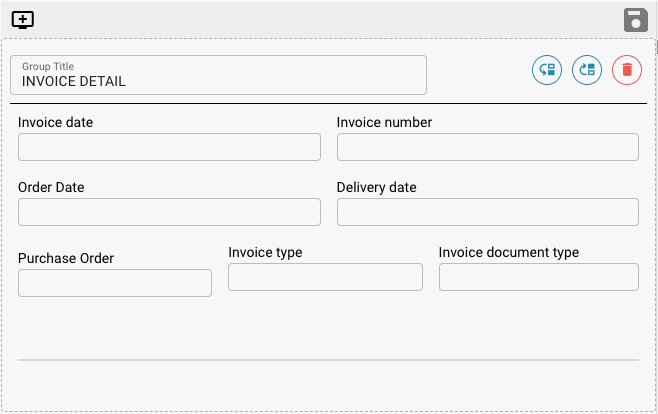 Group Title
INVOICE DETAIL
Invoice date
Invoice number
Order Date
Delivery date
Purchase Order
Invoice type
Invoice document type